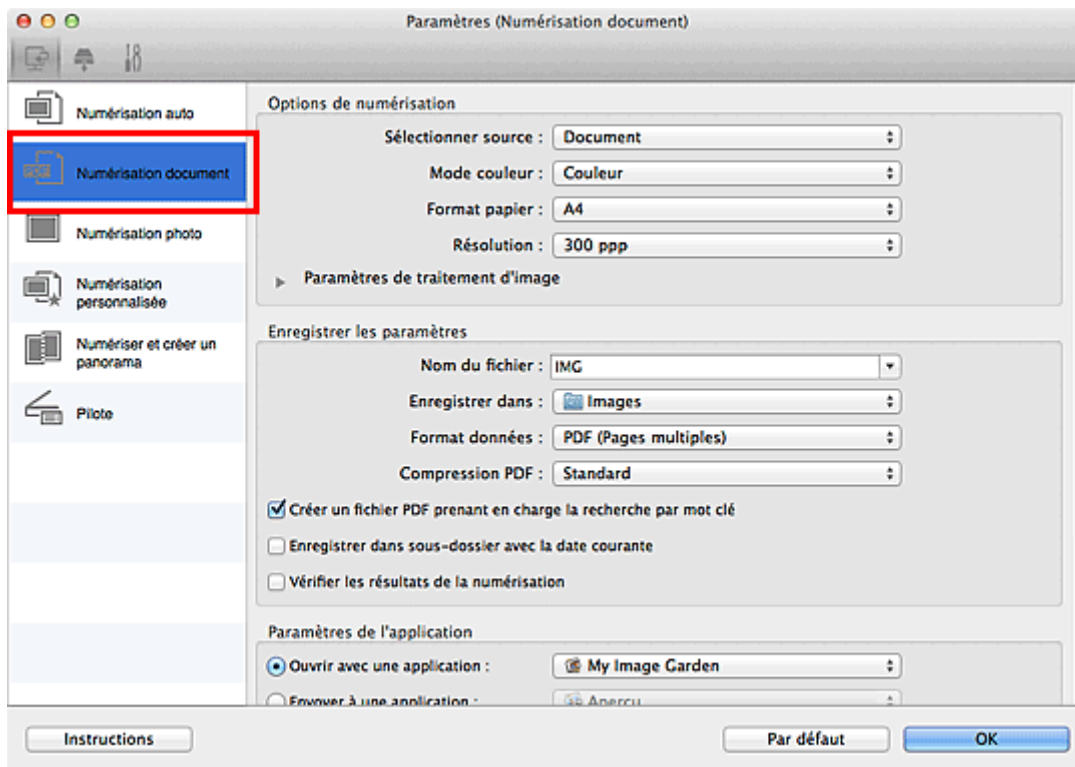 Paramètres (Numérisation document)
Numérisation auto
PDF
Numérisation document
Numérisation photo
Numérisation
personnalisée
Numériser et créer un
panorama
Pilote
Options de numérisation
Sélectionner source : Document
Mode couleur : Couleur
Format papier : A4
Résolution : 300 ppp
Paramètres de traitement d'image
Enregistrer les paramètres
Nom du fichier : IMG
Enregistrer dans : Images
Format données : PDF (Pages multiples)
Compression PDF : Standard
Créer un fichier PDF prenant en charge la recherche par mot clé
Enregistrer dans sous-dossier avec la date courante
Vérifier les résultats de la numérisation
Paramètres de l'application
Ouvrir avec une application : My Image Garden
Envoyer à une application : Aperçu
Instructions
Par défaut
OK